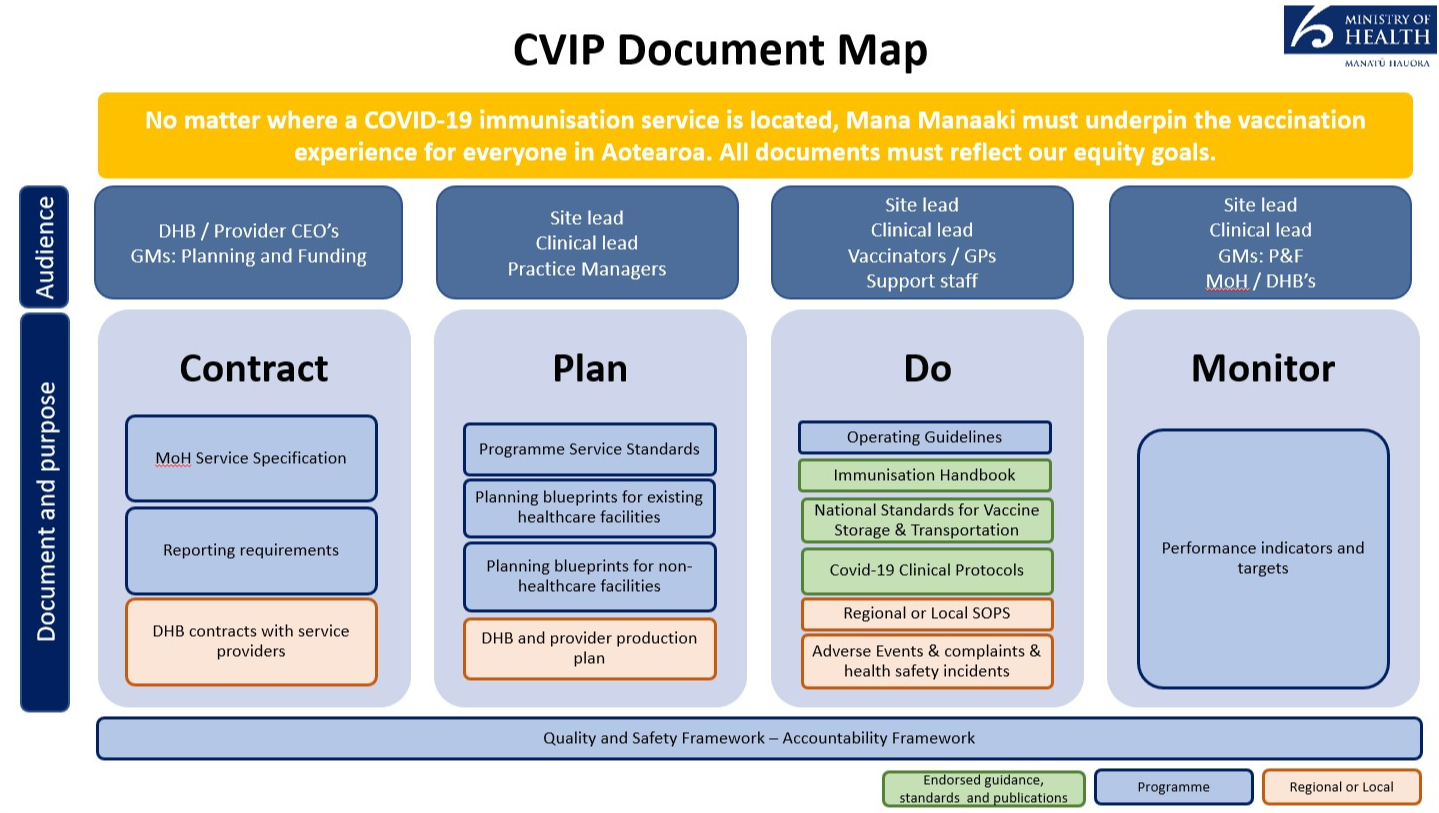 CVIP Document Map
MINISTRY OF
HEALTH
MANATŪ HAUORA
No matter where a COVID-19 immunisation service is located, Mana Manaaki must underpin the vaccination
experience for everyone in Aotearoa. All documents must reflect our equity goals.
Audience
DHB / Provider CEO’s
GMs: Planning and Funding
Site lead
Clinical lead
Practice Managers
Site lead
Clinical lead
Vaccinators / GPs
Support staff
Site lead
Clinical lead
GMs: P&F
MoH / DHB’s
Document and purpose
Contract
MoH Service Specification
Reporting requirements
DHB contracts with service
providers
Plan
Programme Service Standards
Planning blueprints for existing
healthcare facilities
Planning blueprints for non-
healthcare facilities
DHB and provider production
plan
Do
Operating Guidelines
Immunisation Handbook
National Standards for Vaccine
Storage & Transportation
Covid-19 Clinical Protocols
Regional or Local SOPS
Adverse Events & complaints &
health safety incidents
Monitor
Performance indicators and
targets
Quality and Safety Framework – Accountability Framework
Endorsed guidance,
standards and publications
Programme
Regional or Local